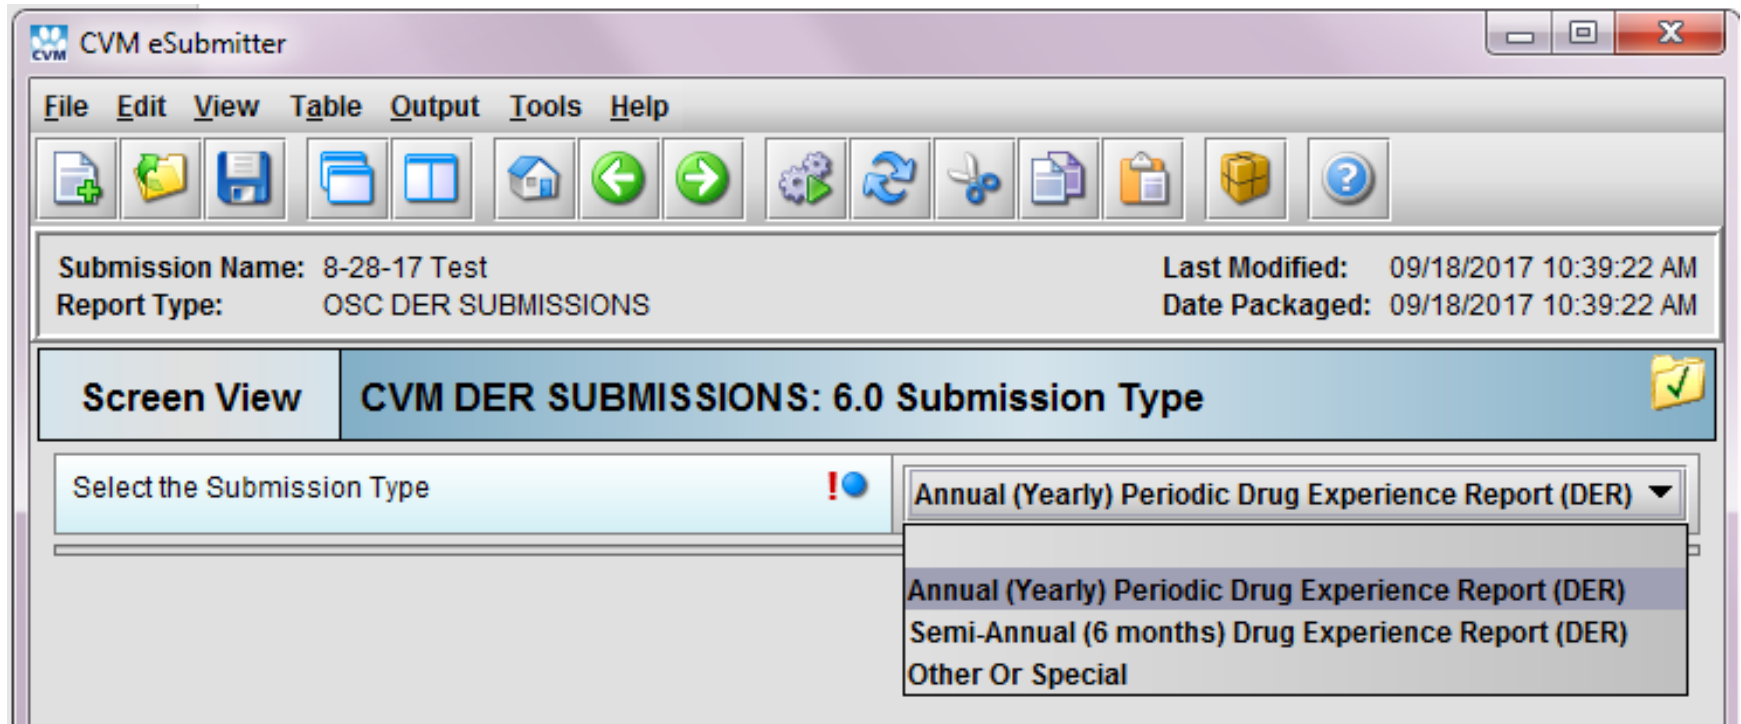 CVM eSubmitter
File Edit View Table Output Tools Help
Submission Name: 8-28-17 Test Last Modified: 09/18/2017 10:39:22 AM
Report Type: OSC DER SUBMISSIONS Date Packaged: 09/18/2017 10:39:22 AM
Screen View CVM DER SUBMISSIONS: 6.0 Submission Type
Select the Submission Type ! Annual (Yearly) Periodic Drug Experience Report (DER)
Annual (Yearly) Periodic Drug Experience Report (DER)
Semi-Annual (6 months) Drug Experience Report (DER)
Other Or Special